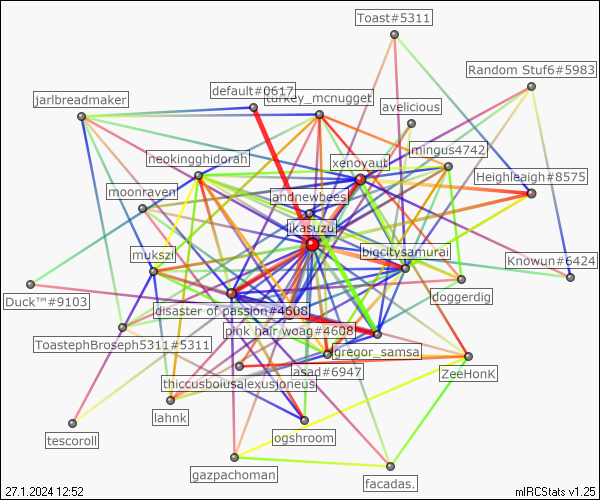 Toast#5311
Random Stuf6#5983
default#0617
turkey_mcnugget
jarlbreadmaker
avelicious
mingus4742
neokingghidorah
xenoyaut
Heighleaigh#8575
moonraven
andnewbees
likasuzu
mukszi
bigcitysamurai
Knowun#6424
Duck™#9103
doggerdig
disaster of passion#4608
pink hair woag#4608
ToastephBroseph5311#5311
gregor_samsa
asad#6947
ZeeHonK
lahnk
ogshroom
tescoroll
gazpachoman
facadas.
27.1.2024 12:52
mIRCStats v1.25